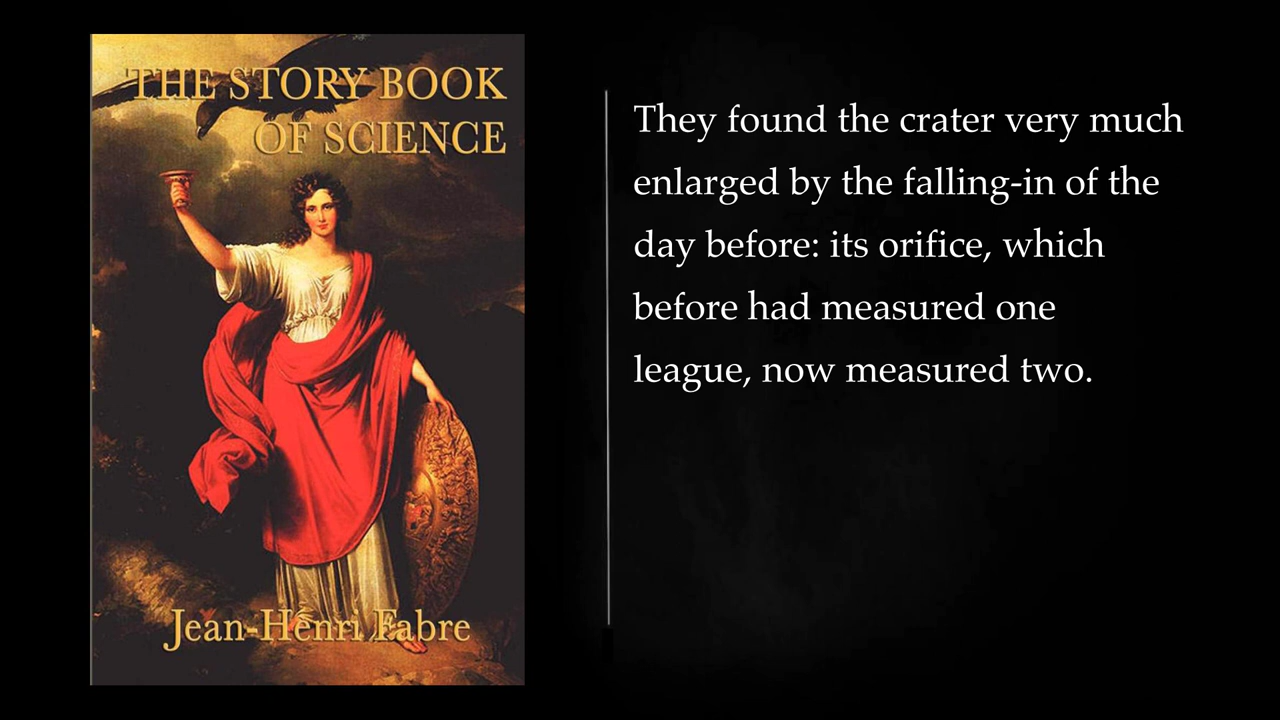 THE STORY BOOK
OF SCIENCE
Jean-Henri Fabre
They found the crater very much
enlarged by the falling-in of the
day before: its orifice, which
before had measured one
league, now measured two.